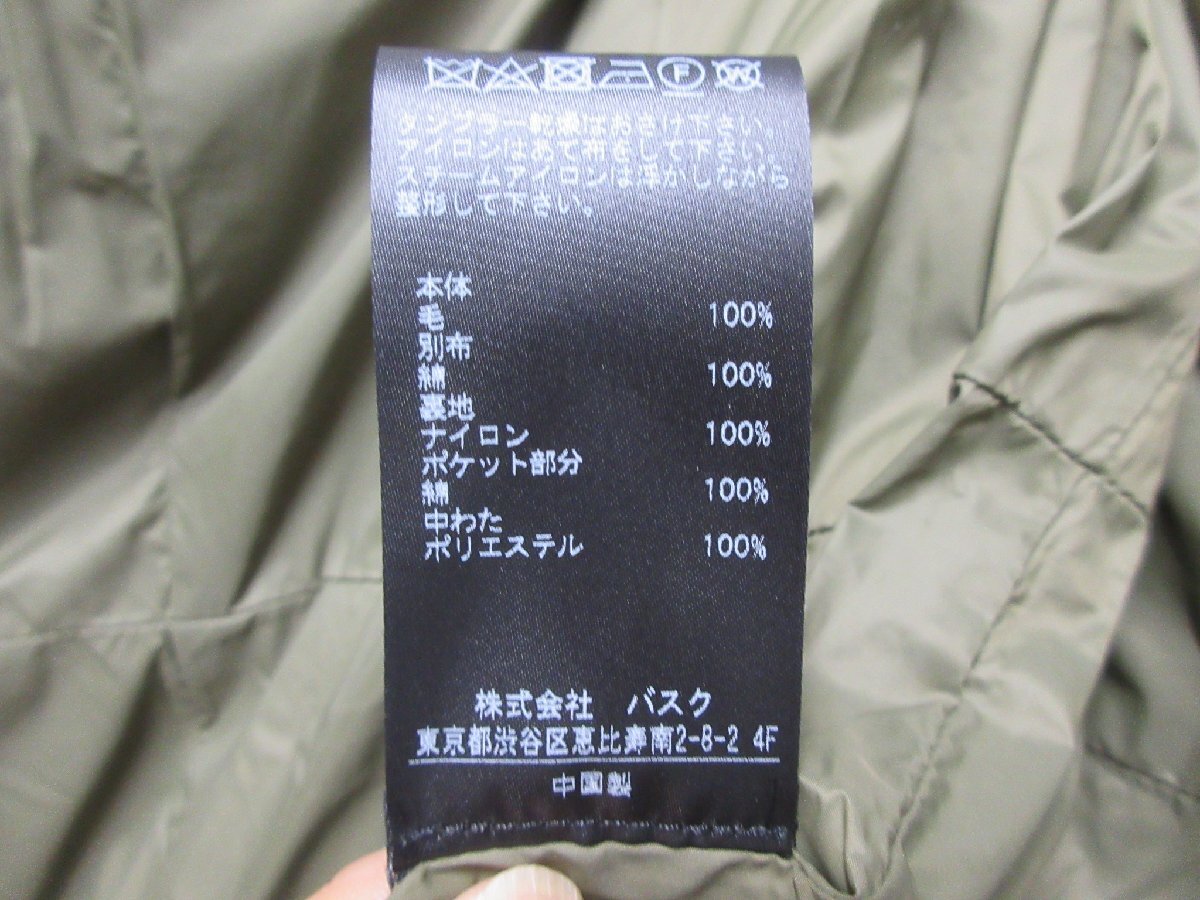 F W
タンブラー乾燥はおさけ下さい。
アイロンはあて布をして下さい。
スチームアイロンは浮かしながら
整形して下さい。
本体
毛 100%
別布
綿 100%
裏地
ナイロン 100%
ポケット部分
綿 100%
中わた
ポリエステル 100%
株式会社 バスク
東京都渋谷区恵比寿南2-8-2 4F
中国製